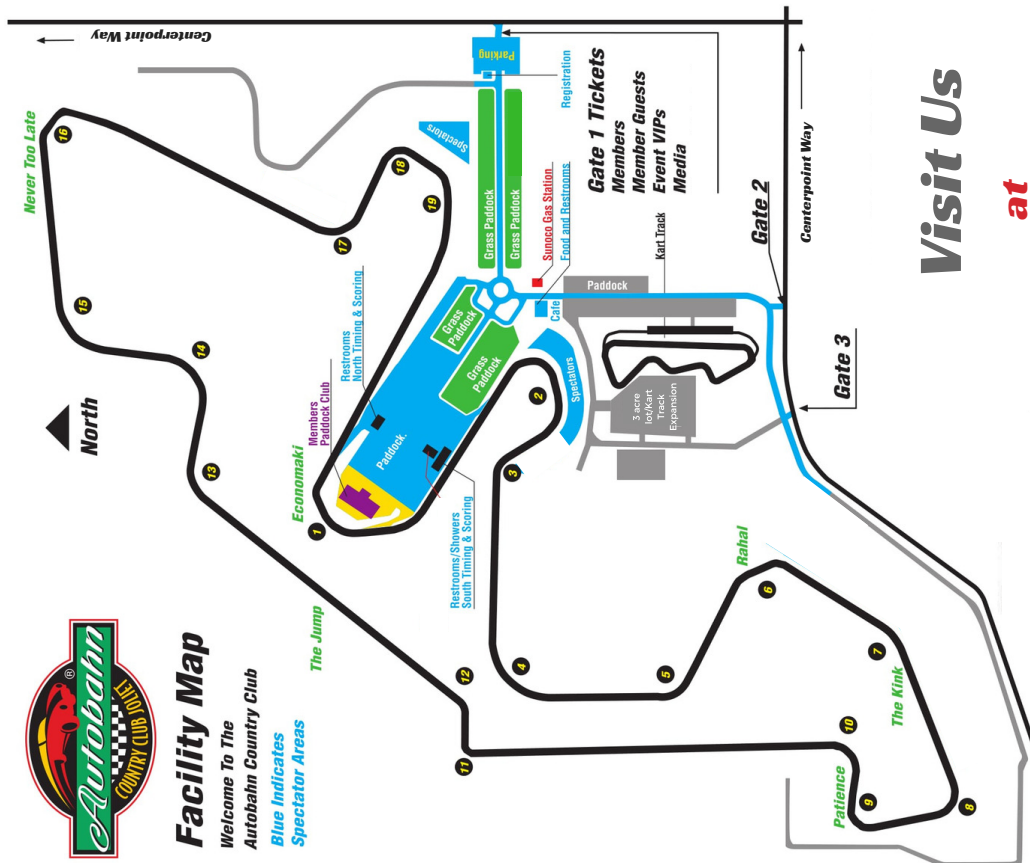 Autobahn®
COUNTRY CLUB JOLIET
Facility Map
Welcome To The
Autobahn Country Club
Blue Indicates
Spectator Areas
North
Never Too Late
Economaki
The Jump
Rahal
The Kink
Patience
1
2
3
4
5
6
7
8
9
10
11
12
13
14
15
16
17
18
19
Members
Paddock Club
Restrooms
North Timing & Scoring
Restrooms/Showers
South Timing & Scoring
Paddock.
Grass
Paddock
Grass
Paddock
Grass Paddock
Grass Paddock
Spectators
Spectators
Parking
Registration
Centerpoint Way
Gate 1 Tickets
Members
Member Guests
Event VIPs
Media
Sunoco Gas Station
Food and Restrooms
Cafe
Paddock
Kart Track
3 acre
lot/Kart
Track
Expansion
Gate 2
Gate 3
Centerpoint Way
Visit Us
at